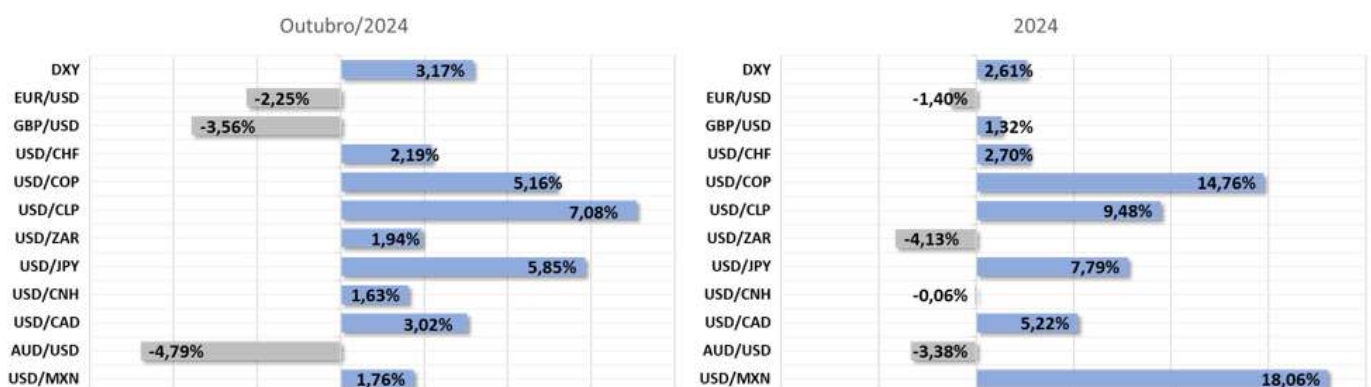 Outubro/2024
DXY 3,17%
EUR/USD -2,25%
GBP/USD -3,56%
USD/CHF 2,19%
USD/COP 5,16%
USD/CLP 7,08%
USD/ZAR 1,94%
USD/JPY 5,85%
USD/CNH 1,63%
USD/CAD 3,02%
AUD/USD -4,79%
USD/MXN 1,76%
2024
DXY 2,61%
EUR/USD -1,40%
GBP/USD 1,32%
USD/CHF 2,70%
USD/COP 14,76%
USD/CLP 9,48%
USD/ZAR -4,13%
USD/JPY 7,79%
USD/CNH -0,06%
USD/CAD 5,22%
AUD/USD -3,38%
USD/MXN 18,06%